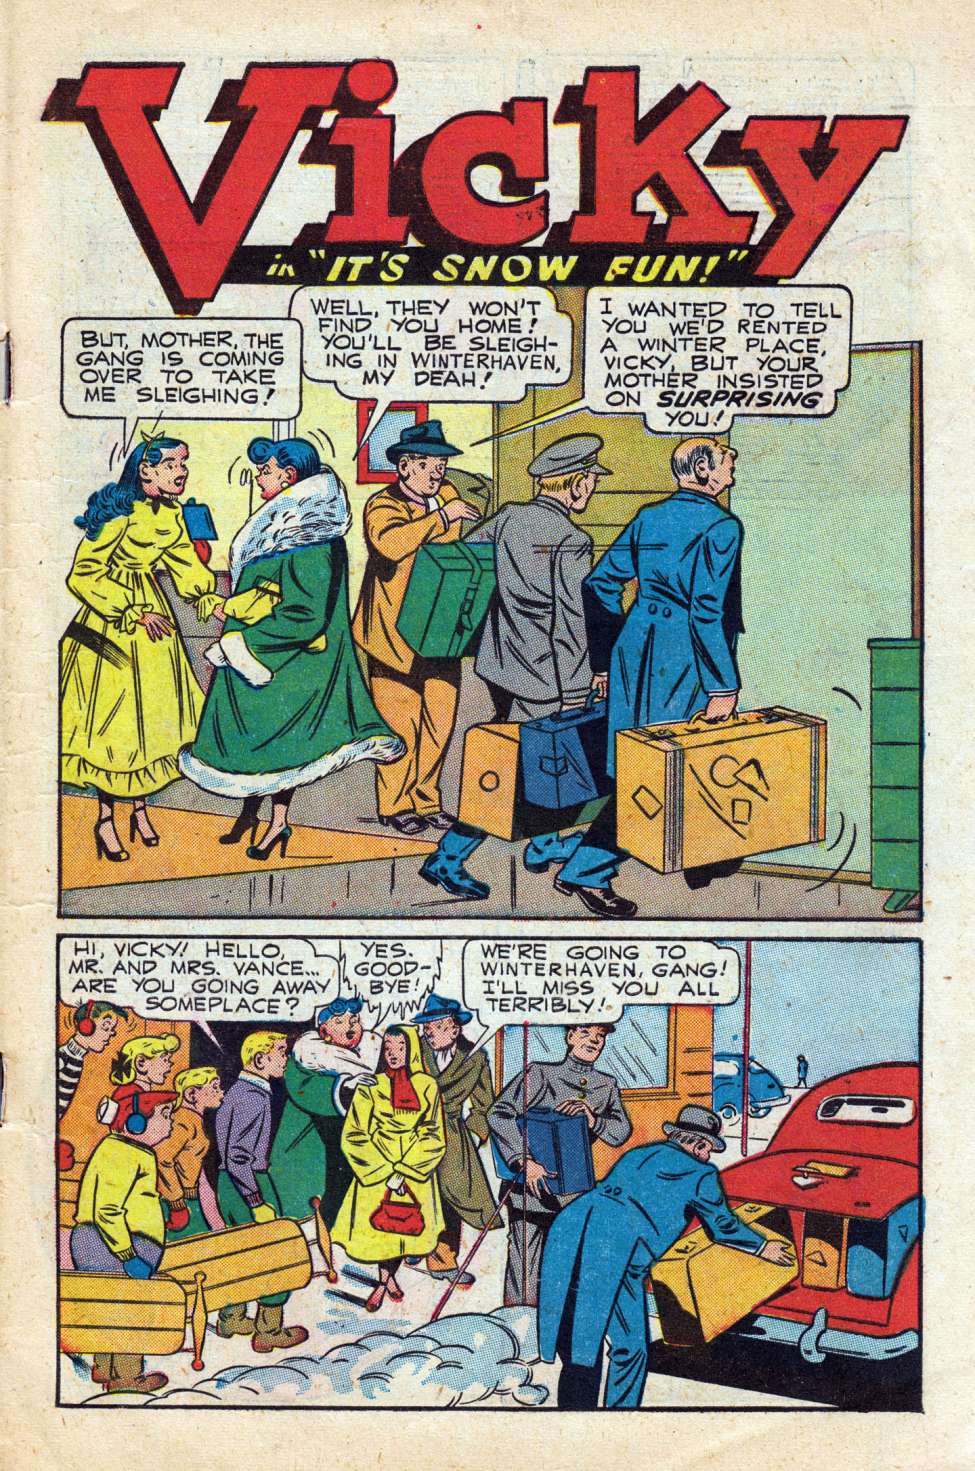 Vicky
in "IT'S SNOW FUN!"
BUT, MOTHER, THE
GANG IS COMING
OVER TO TAKE
ME SLEIGHING!
WELL, THEY WON'T
FIND YOU HOME!
YOU'LL BE SLEIGH-
ING IN WINTERHAVEN,
MY DEAH!
I WANTED TO TELL
YOU WE'D RENTED
A WINTER PLACE,
VICKY, BUT YOUR
MOTHER INSISTED
ON SURPRISING
YOU!
HI, VICKY! HELLO,
MR. AND MRS. VANCE...
ARE YOU GOING AWAY
SOMEPLACE?
YES.
GOOD-
BYE!
WE'RE GOING TO
WINTERHAVEN, GANG!
I'LL MISS YOU ALL
TERRIBLY!